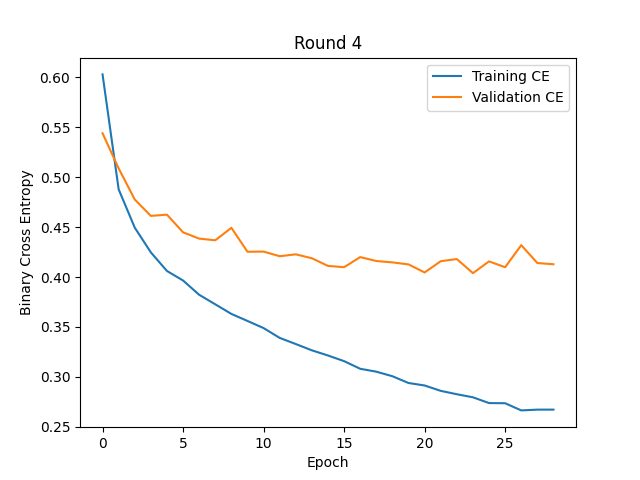 Round 4
Training CE
Validation CE
Binary Cross Entropy
0.60
0.55
0.50
0.45
0.40
0.35
0.30
0.25
0 5 10 15 20 25
Epoch